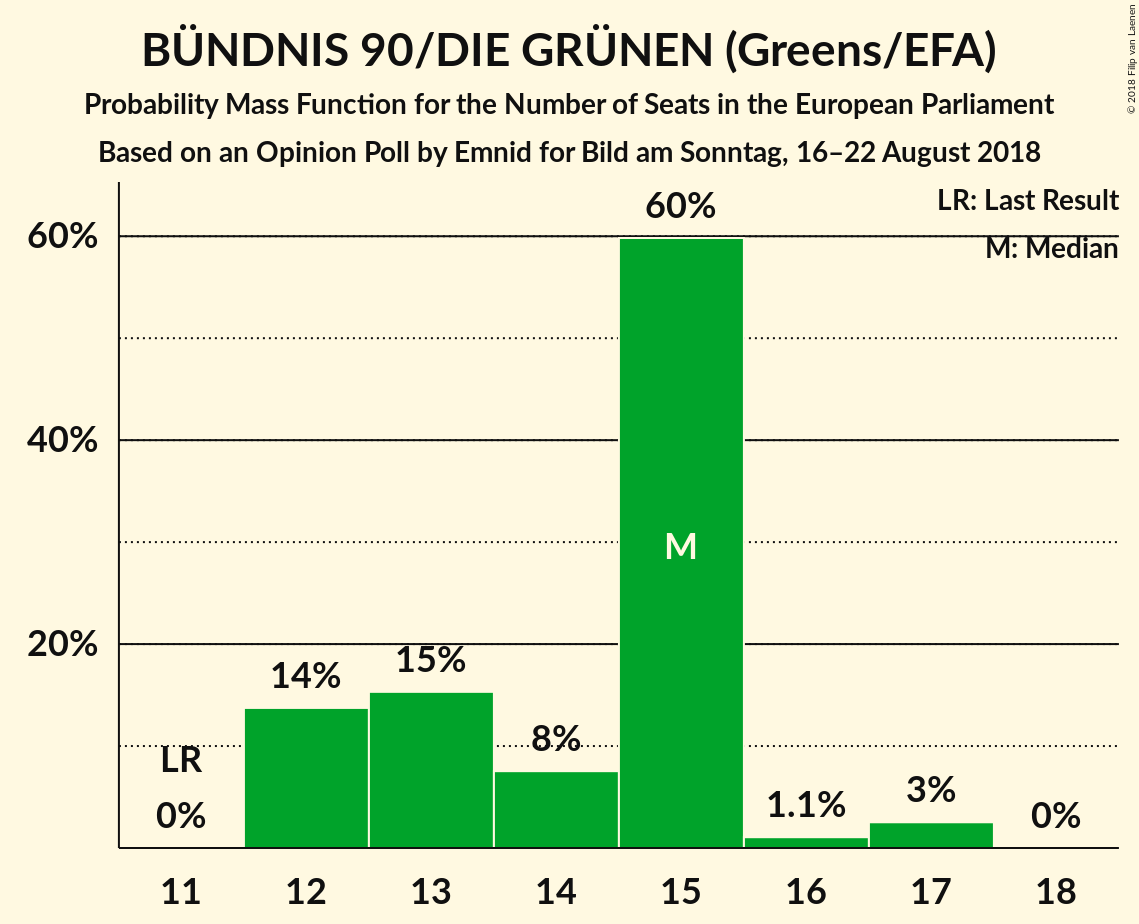 BÜNDNIS 90/DIE GRÜNEN (Greens/EFA)
Probability Mass Function for the Number of Seats in the European Parliament
Based on an Opinion Poll by Emnid for Bild am Sonntag, 16–22 August 2018
© 2018 Filip van Laenen
LR: Last Result
M: Median
60%
40%
20%
LR
0%
14%
15%
8%
60%
M
1.1%
3%
0%
11 12 13 14 15 16 17 18